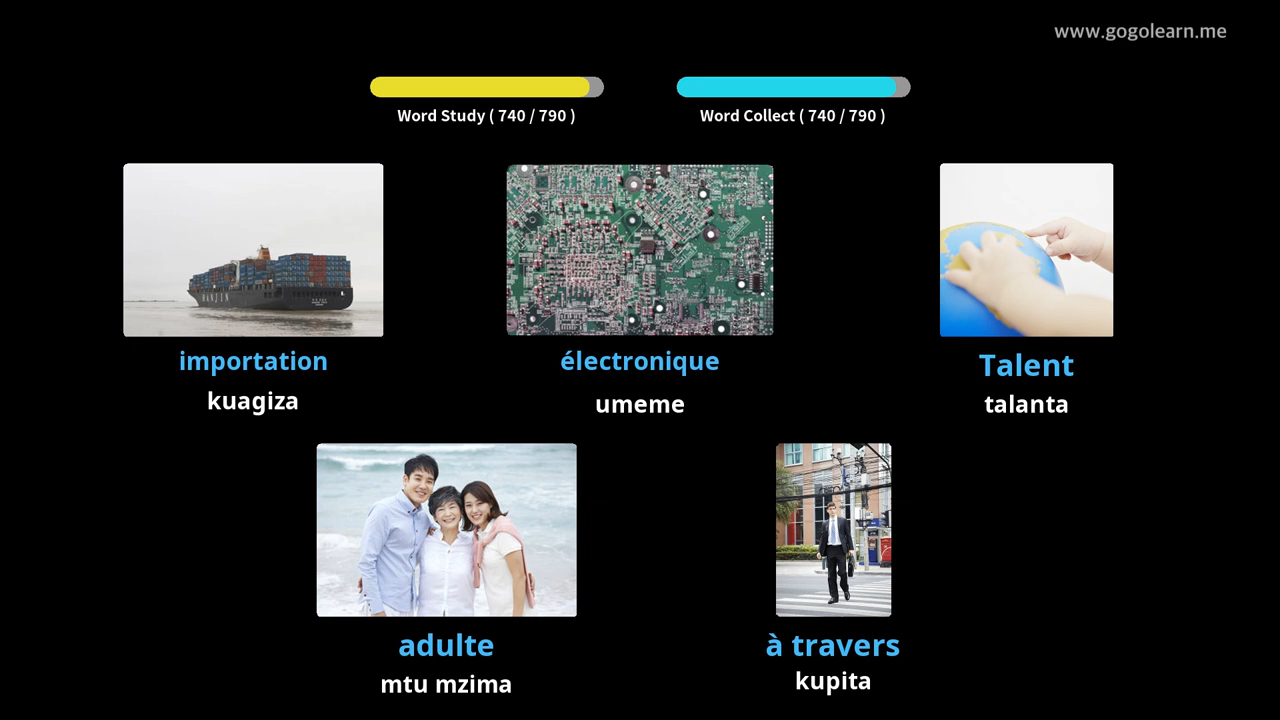 www.gogolearn.me
Word Study ( 740 / 790 )
Word Collect ( 740 / 790 )
importation
kuagiza
électronique
umeme
Talent
talanta
adulte
mtu mzima
à travers
kupita